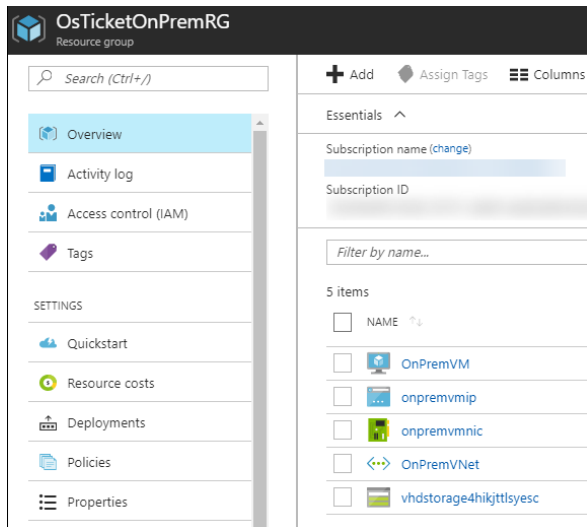 OsTicketOnPremRG
Resource group
Search (Ctrl+/)
Overview
Activity log
Access control (IAM)
Tags
SETTINGS
Quickstart
Resource costs
Deployments
Policies
Properties
Add Assign Tags Columns
Essentials
Subscription name (change)
Subscription ID
Filter by name...
5 items
NAME
OnPremVM
onpremvmip
onpremvmnic
OnPremVNet
vhdstorage4hikjttlsyesc